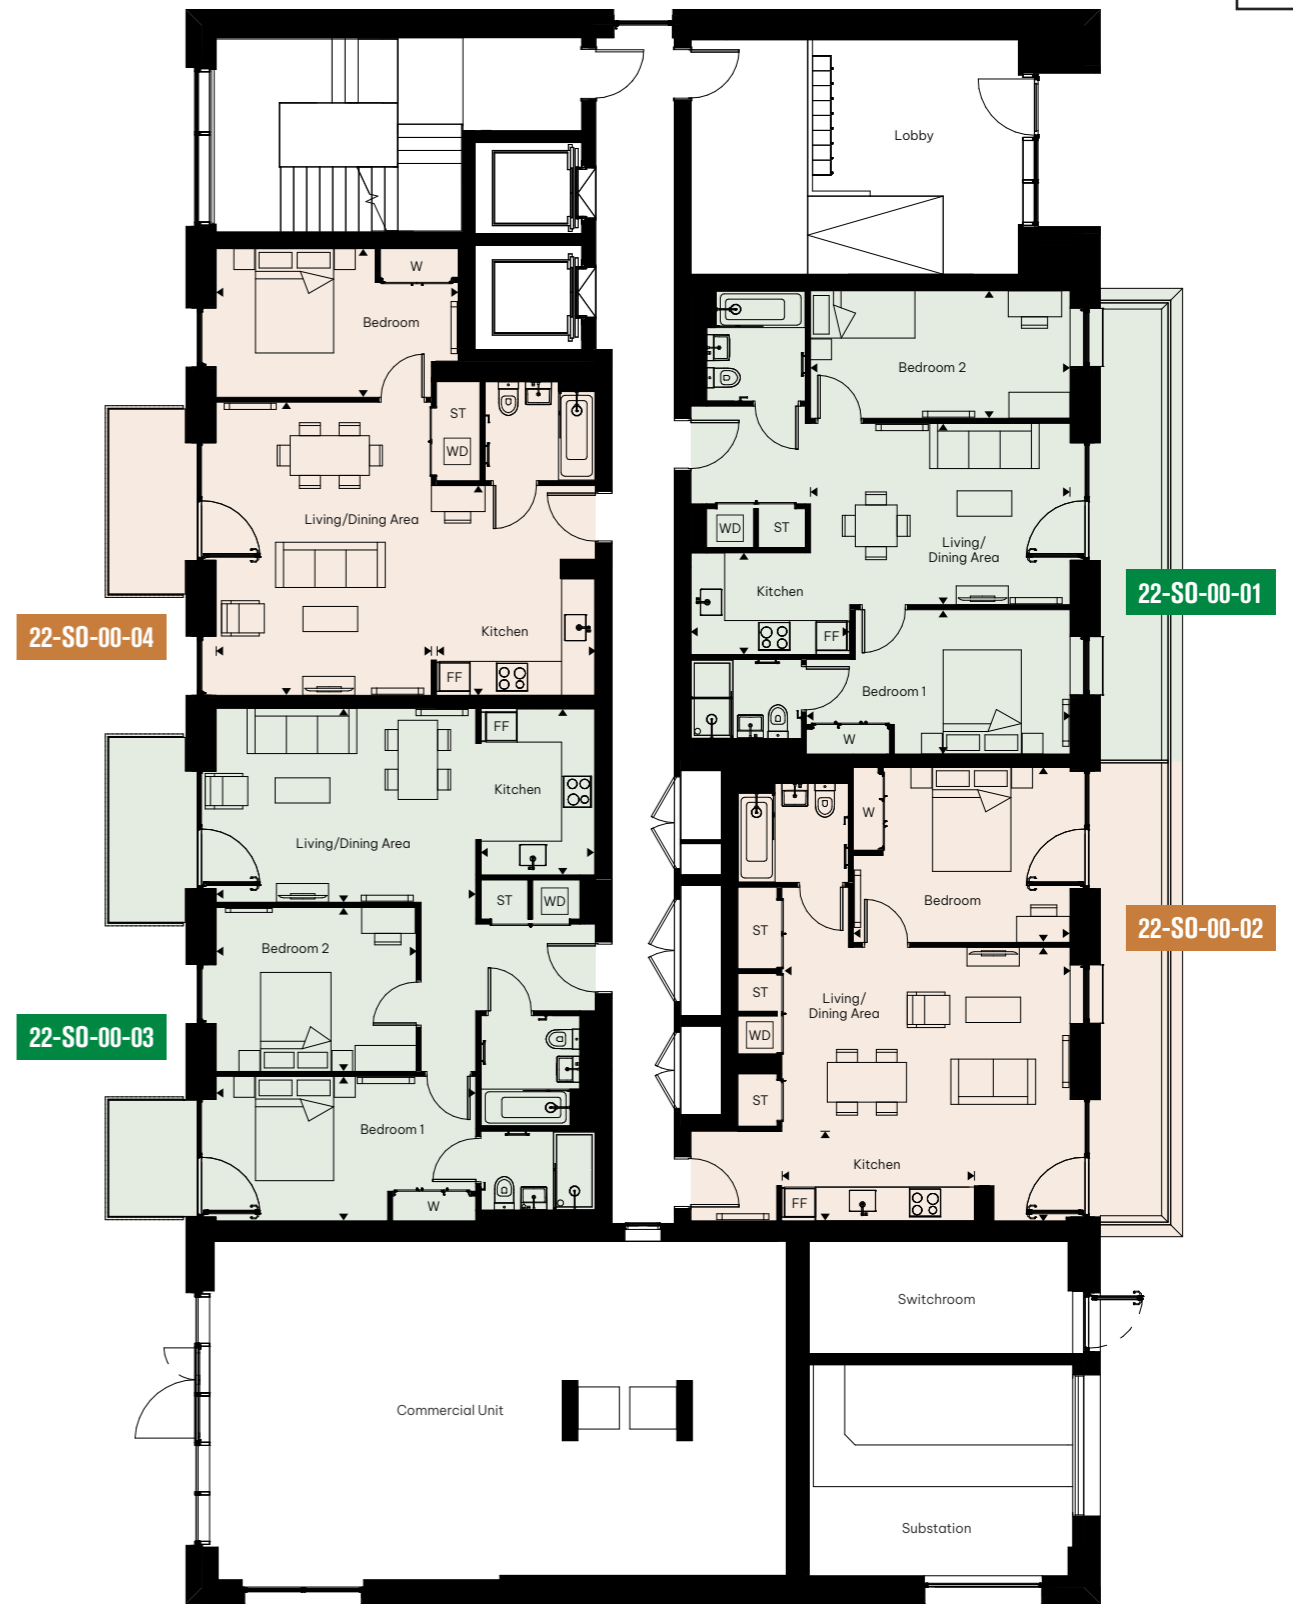 Lobby
W
Bedroom
ST
WD
Living/Dining Area
Kitchen
FF
22-SO-00-04
Bedroom 2
WD
ST
Living/
Dining Area
Kitchen
FF
Bedroom 1
W
22-SO-00-01
FF
Kitchen
Living/Dining Area
ST
WD
Bedroom 2
22-SO-00-03
Bedroom 1
W
W
Bedroom
22-SO-00-02
ST
ST
Living/
Dining Area
WD
ST
Kitchen
FF
Switchroom
Commercial Unit
Substation